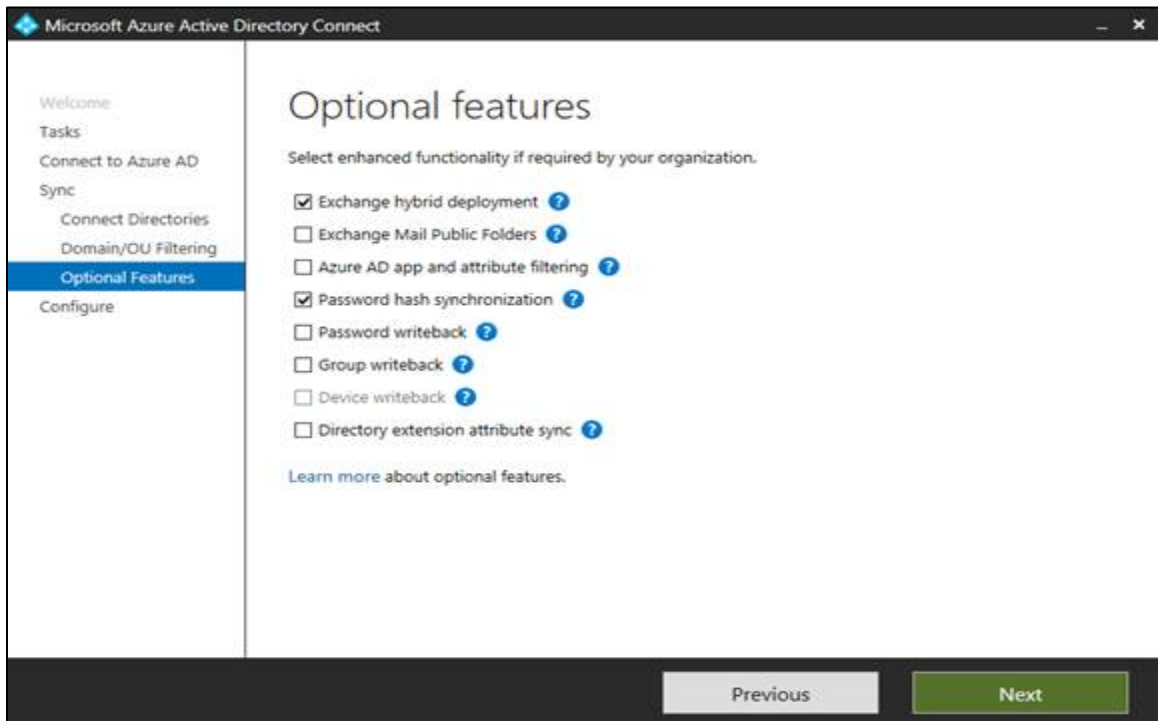 Microsoft Azure Active Directory Connect
Welcome
Tasks
Connect to Azure AD
Sync
Connect Directories
Domain/OU Filtering
Optional Features
Configure
Optional features
Select enhanced functionality if required by your organization.
Exchange hybrid deployment ?
Exchange Mail Public Folders ?
Azure AD app and attribute filtering ?
Password hash synchronization ?
Password writeback ?
Group writeback ?
Device writeback ?
Directory extension attribute sync ?
Learn more about optional features.
Previous
Next